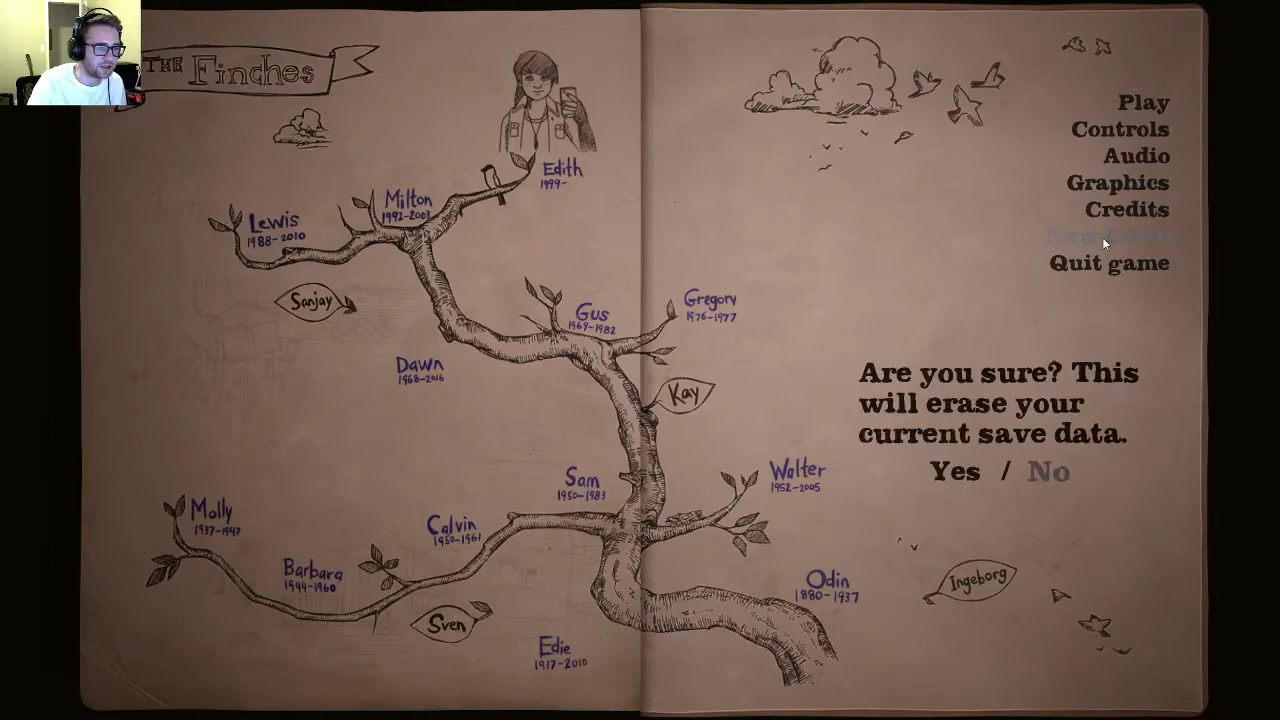 THE Finches
Edith
1999-
Milton
1992-2003
Lewis
1988-2010
Sanjay
Gus
1969-1982
Gregory
1976-1977
Dawn
1968-2016
Kay
Sam
1950-1983
Walter
1952-2005
Molly
1937-1947
Calvin
1950-1961
Barbara
1944-1960
Sven
Odin
1880-1937
Edie
1917-2010
Ingeborg
Play
Controls
Audio
Graphics
Credits
Quit game
Are you sure? This
will erase your
current save data.
Yes / No